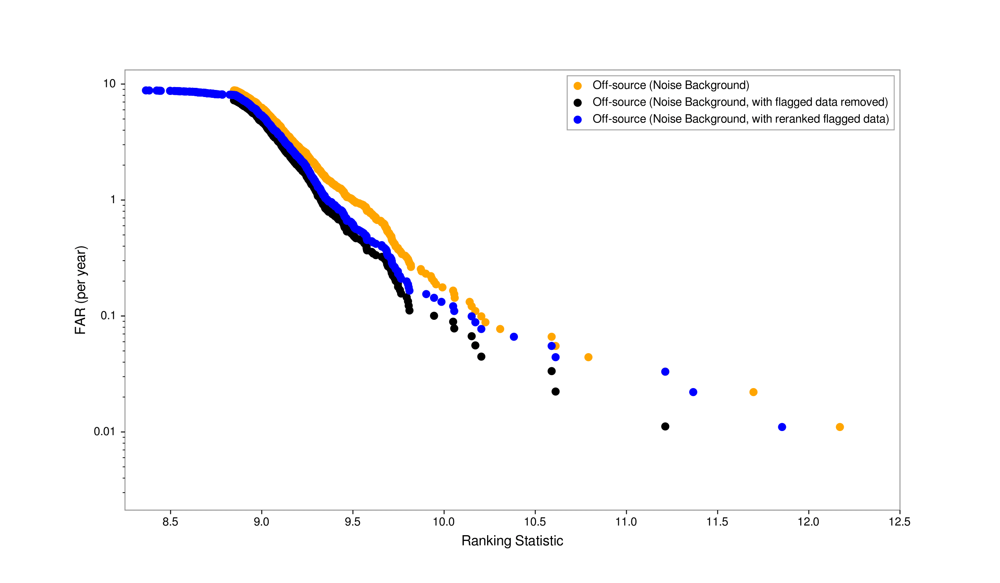 Off-source (Noise Background)
Off-source (Noise Background, with flagged data removed)
Off-source (Noise Background, with reranked flagged data)
10
1
0.1
0.01
FAR (per year)
8.5 9.0 9.5 10.0 10.5 11.0 11.5 12.0 12.5
Ranking Statistic